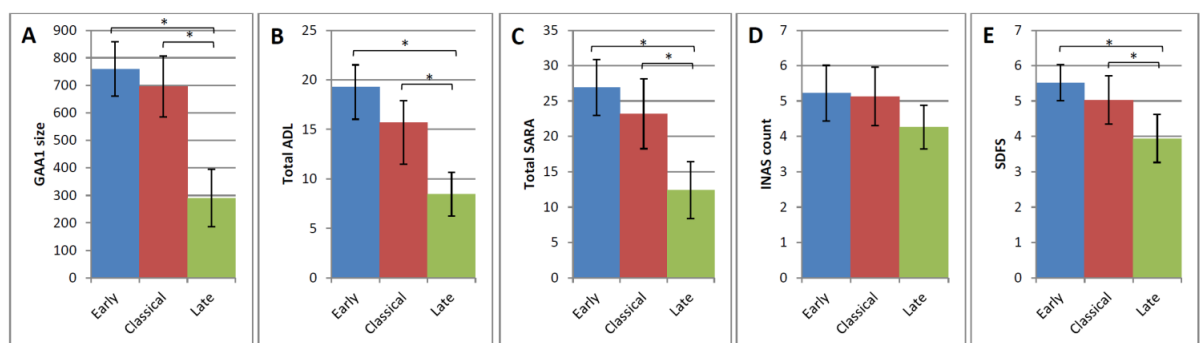 A
GAA1 size
900
800
700
600
500
400
300
200
100
0
*
*
Early
Classical
Late
B
Total ADL
25
20
15
10
5
0
*
*
Early
Classical
Late
C
Total SARA
35
30
25
20
15
10
5
0
*
*
Early
Classical
Late
D
INAS count
7
6
5
4
3
2
1
0
Early
Classical
Late
E
SDFS
7
6
5
4
3
2
1
0
*
*
Early
Classical
Late